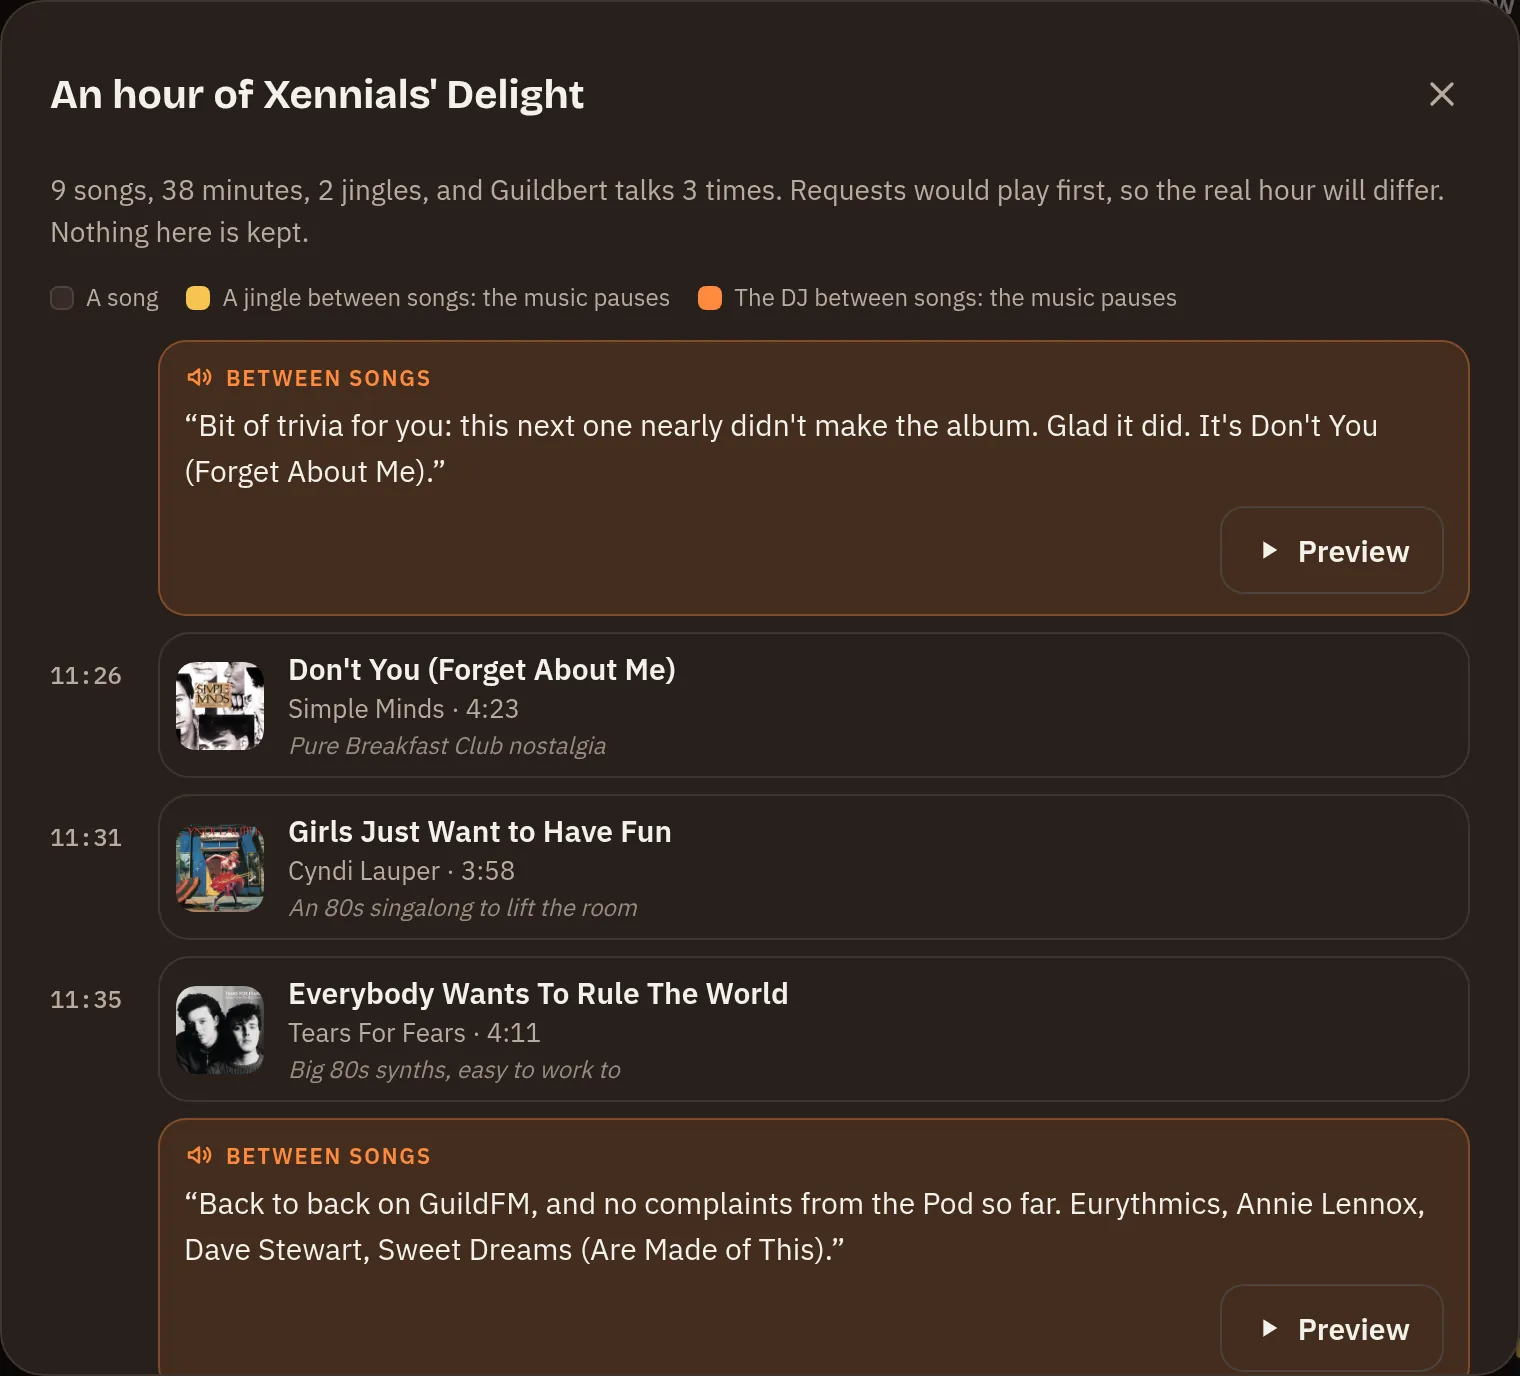 An hour of Xennials' Delight
9 songs, 38 minutes, 2 jingles, and Guildbert talks 3 times. Requests would play first, so the real hour will differ.
Nothing here is kept.
A song
A jingle between songs: the music pauses
The DJ between songs: the music pauses
BETWEEN SONGS
“Bit of trivia for you: this next one nearly didn't make the album. Glad it did. It's Don't You
(Forget About Me).”
Preview
11:26
SIMPLE
MINDS
Don't You (Forget About Me)
Simple Minds · 4:23
Pure Breakfast Club nostalgia
11:31
Girls Just Want to Have Fun
Cyndi Lauper · 3:58
An 80s singalong to lift the room
11:35
Everybody Wants To Rule The World
Tears For Fears · 4:11
Big 80s synths, easy to work to
BETWEEN SONGS
“Back to back on GuildFM, and no complaints from the Pod so far. Eurythmics, Annie Lennox,
Dave Stewart, Sweet Dreams (Are Made of This).”
Preview